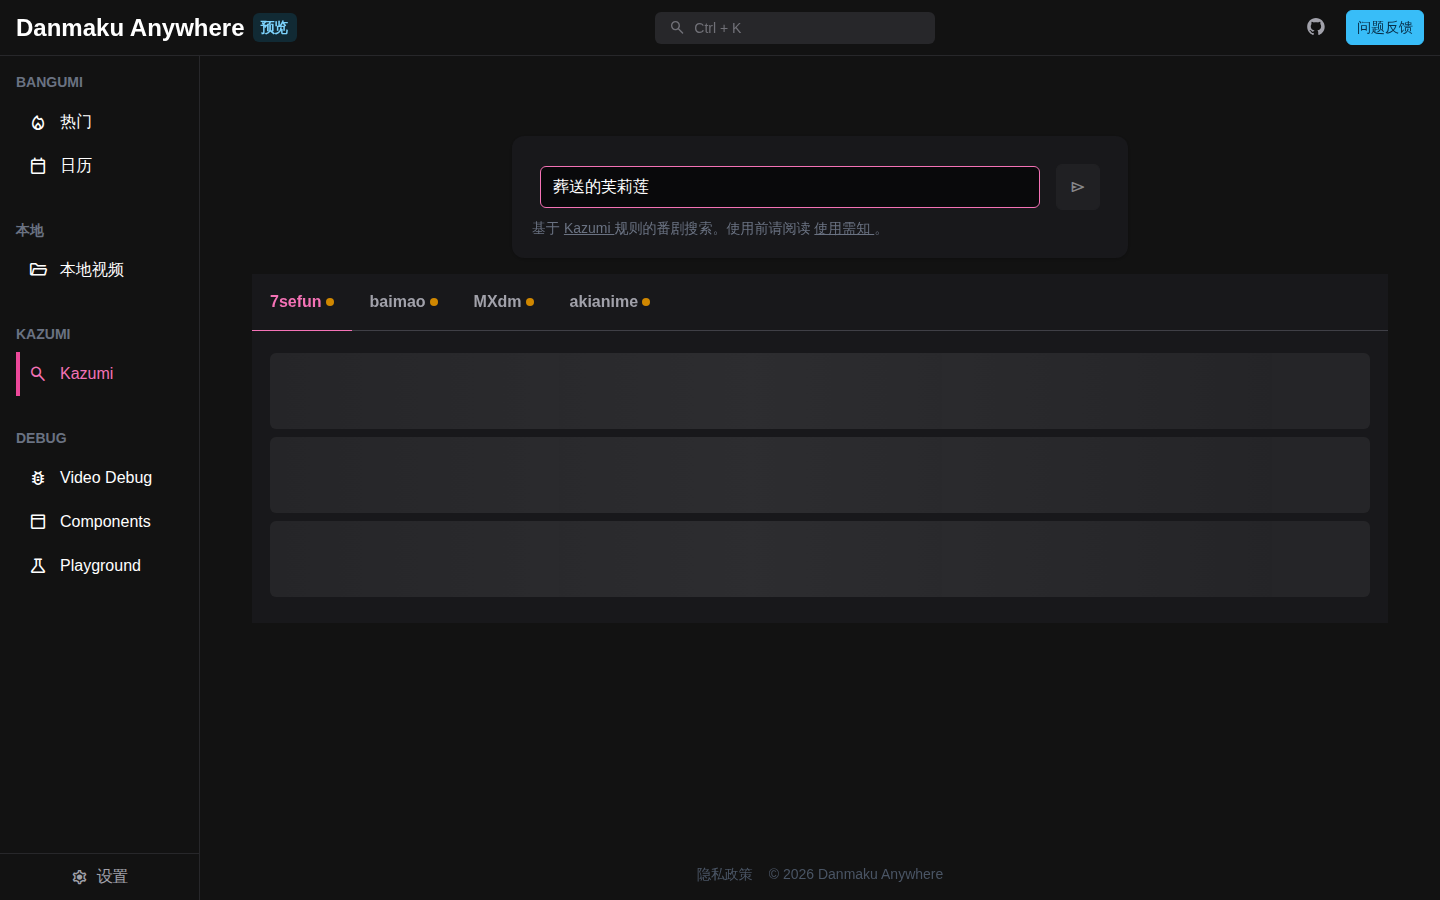 Danmaku Anywhere 预览
Ctrl + K
问题反馈
BANGUMI
热门
日历
本地
本地视频
KAZUMI
Kazumi
DEBUG
Video Debug
Components
Playground
设置
葬送的芙莉莲
基于 Kazumi 规则的番剧搜索。使用前请阅读 使用需知 。
7sefun baimao MXdm akianime
隐私政策 © 2026 Danmaku Anywhere